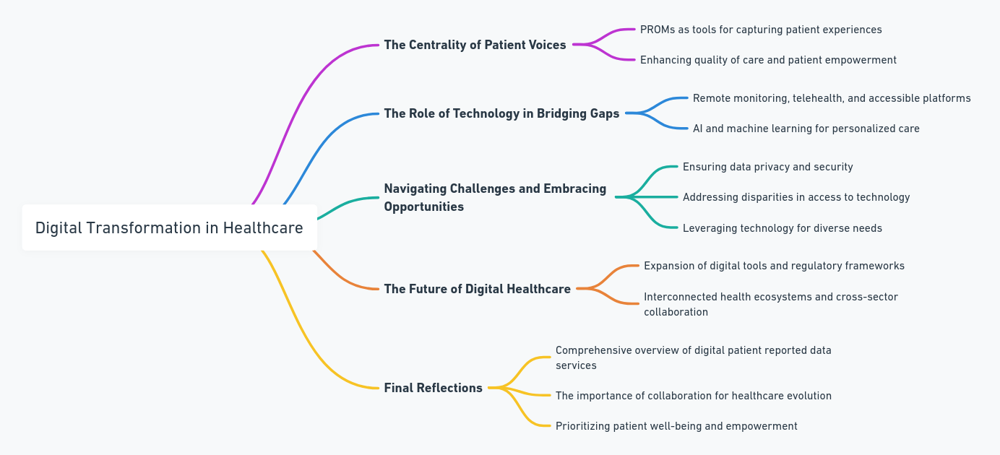 Digital Transformation in Healthcare
The Centrality of Patient Voices
PROMs as tools for capturing patient experiences
Enhancing quality of care and patient empowerment
The Role of Technology in Bridging Gaps
Remote monitoring, telehealth, and accessible platforms
AI and machine learning for personalized care
Navigating Challenges and Embracing
Opportunities
Ensuring data privacy and security
Addressing disparities in access to technology
Leveraging technology for diverse needs
The Future of Digital Healthcare
Expansion of digital tools and regulatory frameworks
Interconnected health ecosystems and cross-sector
collaboration
Final Reflections
Comprehensive overview of digital patient reported data
services
The importance of collaboration for healthcare evolution
Prioritizing patient well-being and empowerment